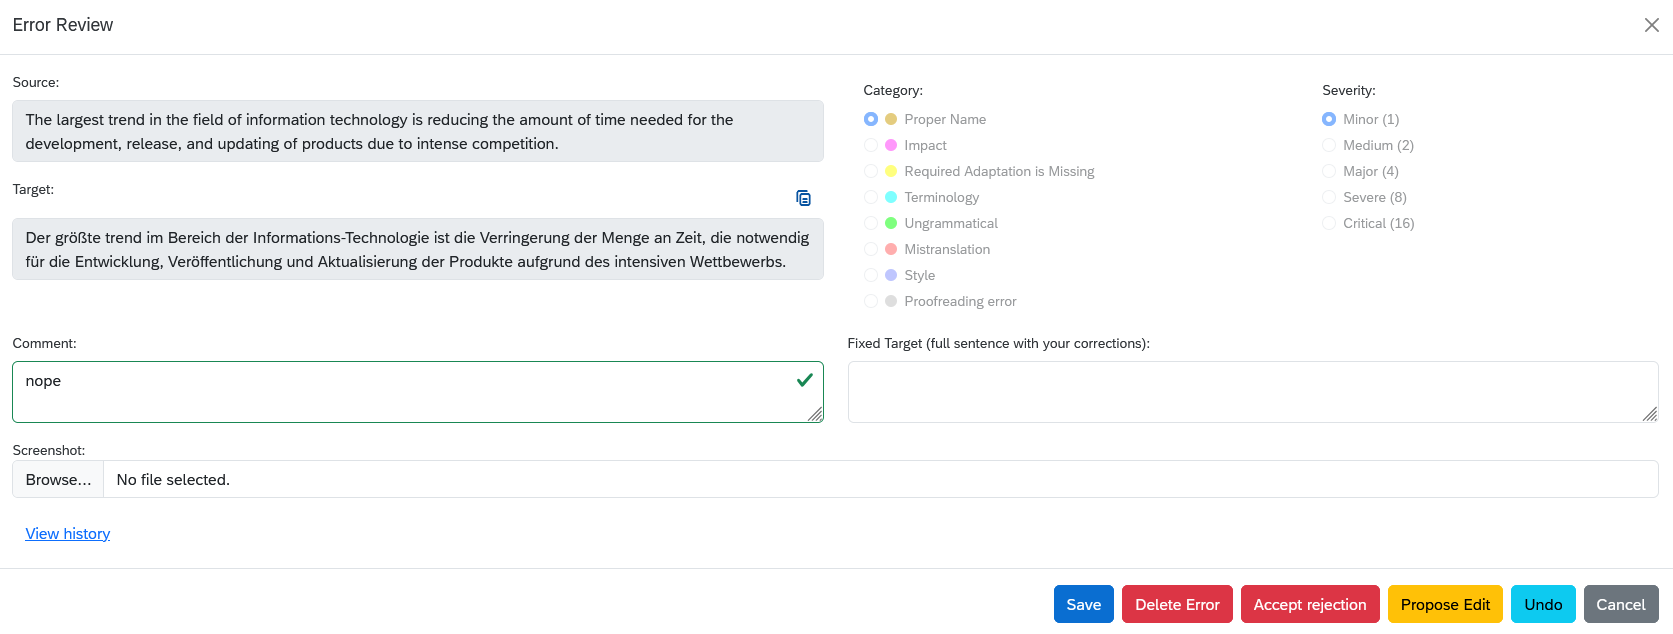 Error Review
Source:
The largest trend in the field of information technology is reducing the amount of time needed for the
development, release, and updating of products due to intense competition.
Target:
Der größte trend im Bereich der Informations-Technologie ist die Verringerung der Menge an Zeit, die notwendig
für die Entwicklung, Veröffentlichung und Aktualisierung der Produkte aufgrund des intensiven Wettbewerbs.
Category:
Proper Name
Impact
Required Adaptation is Missing
Terminology
Ungrammatical
Mistranslation
Style
Proofreading error
Severity:
Minor (1)
Medium (2)
Major (4)
Severe (8)
Critical (16)
Comment:
nope
Fixed Target (full sentence with your corrections):
Screenshot:
Browse... No file selected.
View history
Save Delete Error Accept rejection Propose Edit Undo Cancel